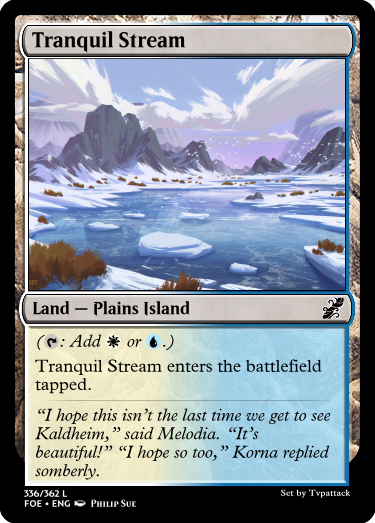 Tranquil Stream
Land — Plains Island
(: Add or .)
Tranquil Stream enters the battlefield
tapped.
“I hope this isn’t the last time we get to see
Kaldheim,” said Melodia. “It’s
beautiful!” “I hope so too,” Korna replied
somberly.
336/362 L
FOE • ENG Philip Sue
Set by Tvpattack